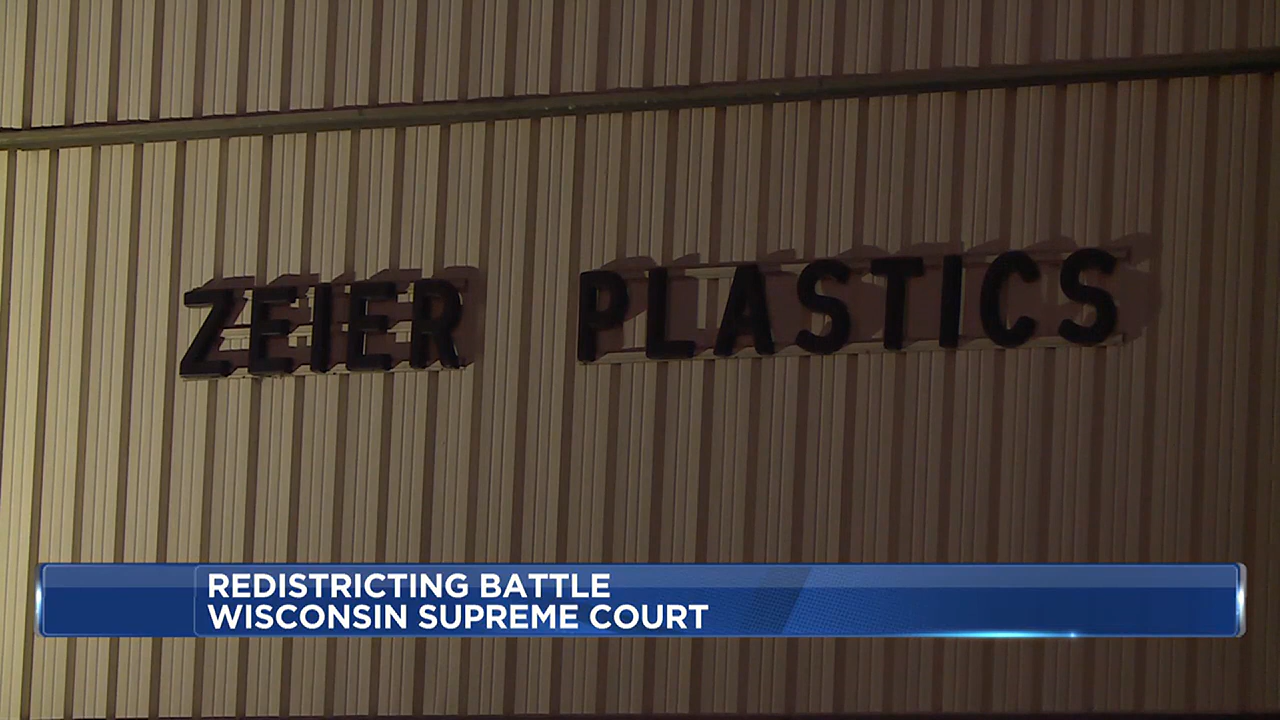 ZEIER PLASTICS
REDISTRICTING BATTLE
WISCONSIN SUPREME COURT